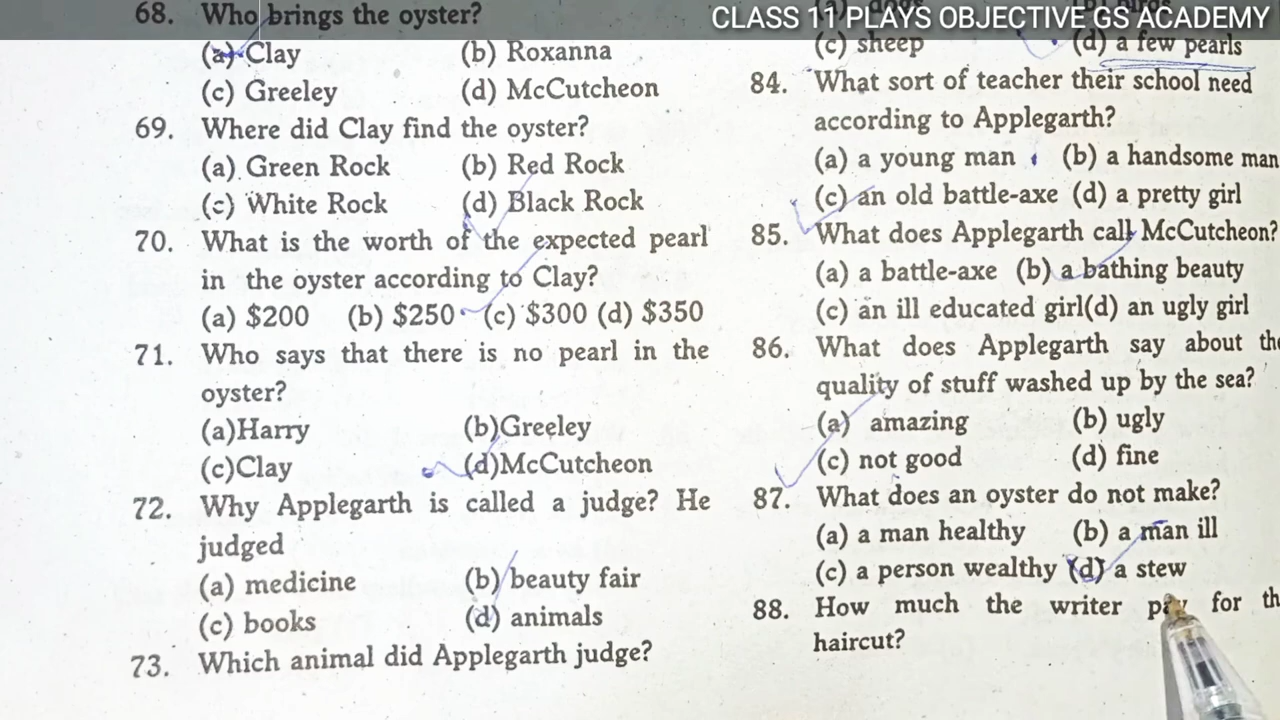 CLASS 11 PLAYS OBJECTIVE GS ACADEMY
68. Who brings the oyster?
(a) Clay (b) Roxanna
(c) Greeley (d) McCutcheon
69. Where did Clay find the oyster?
(a) Green Rock (b) Red Rock
(c) White Rock (d) Black Rock
70. What is the worth of the expected pearl
in the oyster according to Clay?
(a) $200 (b) $250 (c) $300 (d) $350
71. Who says that there is no pearl in the
oyster?
(a)Harry (b)Greeley
(c)Clay (d)McCutcheon
72. Why Applegarth is called a judge? He
judged
(a) medicine (b) beauty fair
(c) books (d) animals
73. Which animal did Applegarth judge?
(a) dogs (b) birds
(c) sheep (d) a few pearls
84. What sort of teacher their school need
according to Applegarth?
(a) a young man (b) a handsome man
(c) an old battle-axe (d) a pretty girl
85. What does Applegarth call McCutcheon?
(a) a battle-axe (b) a bathing beauty
(c) an ill educated girl(d) an ugly girl
86. What does Applegarth say about the
quality of stuff washed up by the sea?
(a) amazing (b) ugly
(c) not good (d) fine
87. What does an oyster do not make?
(a) a man healthy (b) a man ill
(c) a person wealthy (d) a stew
88. How much the writer pay for th
haircut?